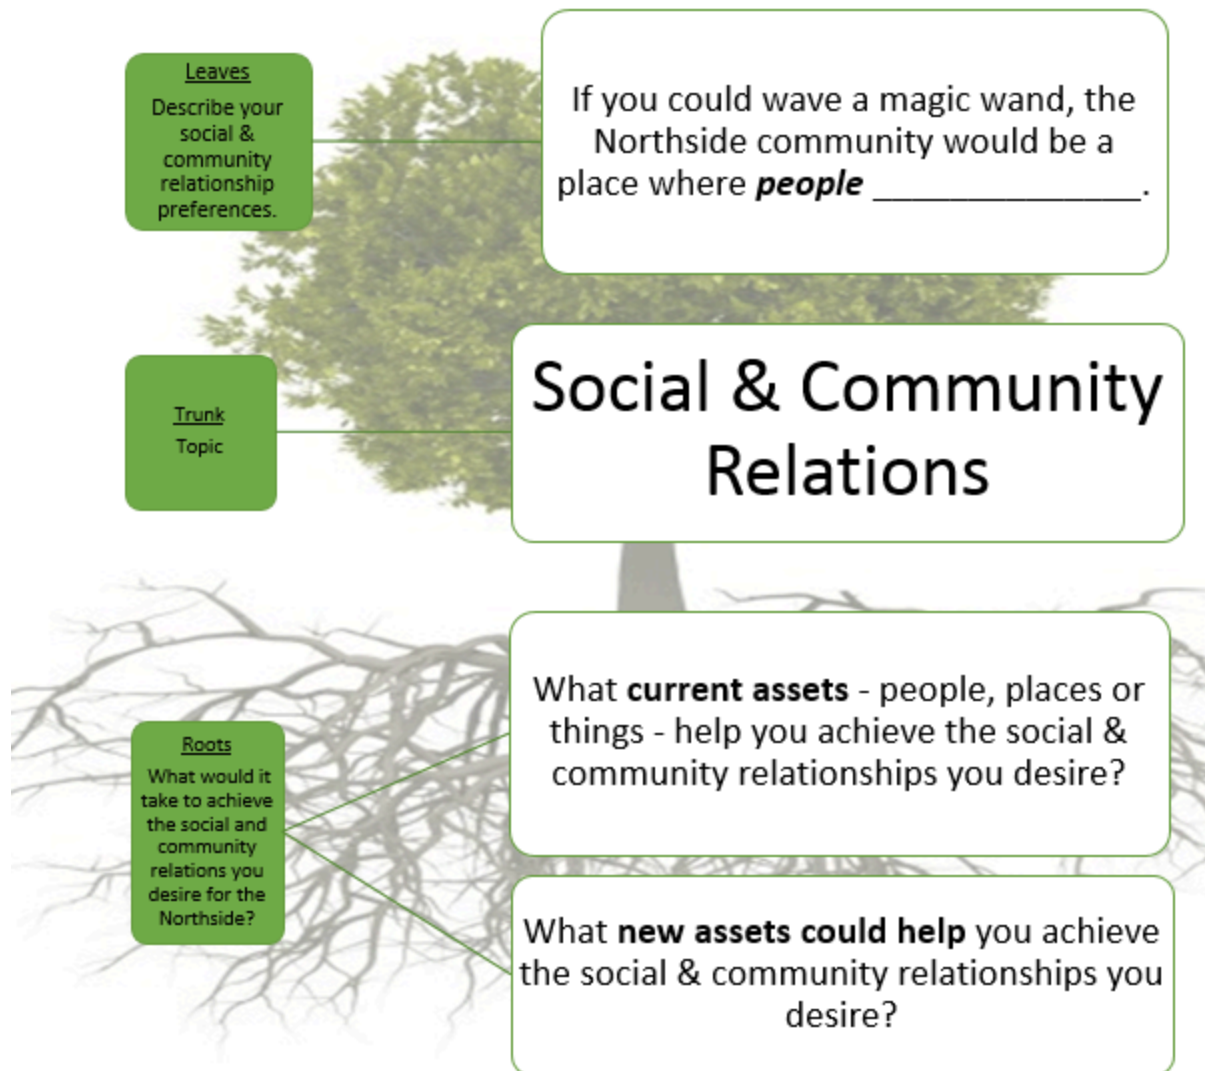 Leaves
Describe your
social &
community
relationship
preferences.
If you could wave a magic wand, the
Northside community would be a
place where people ______________.
Trunk
Topic
Social & Community
Relations
Roots
What would it
take to achieve
the social and
community
relations you
desire for the
Northside?
What current assets - people, places or
things - help you achieve the social &
community relationships you desire?
What new assets could help you achieve
the social & community relationships you
desire?